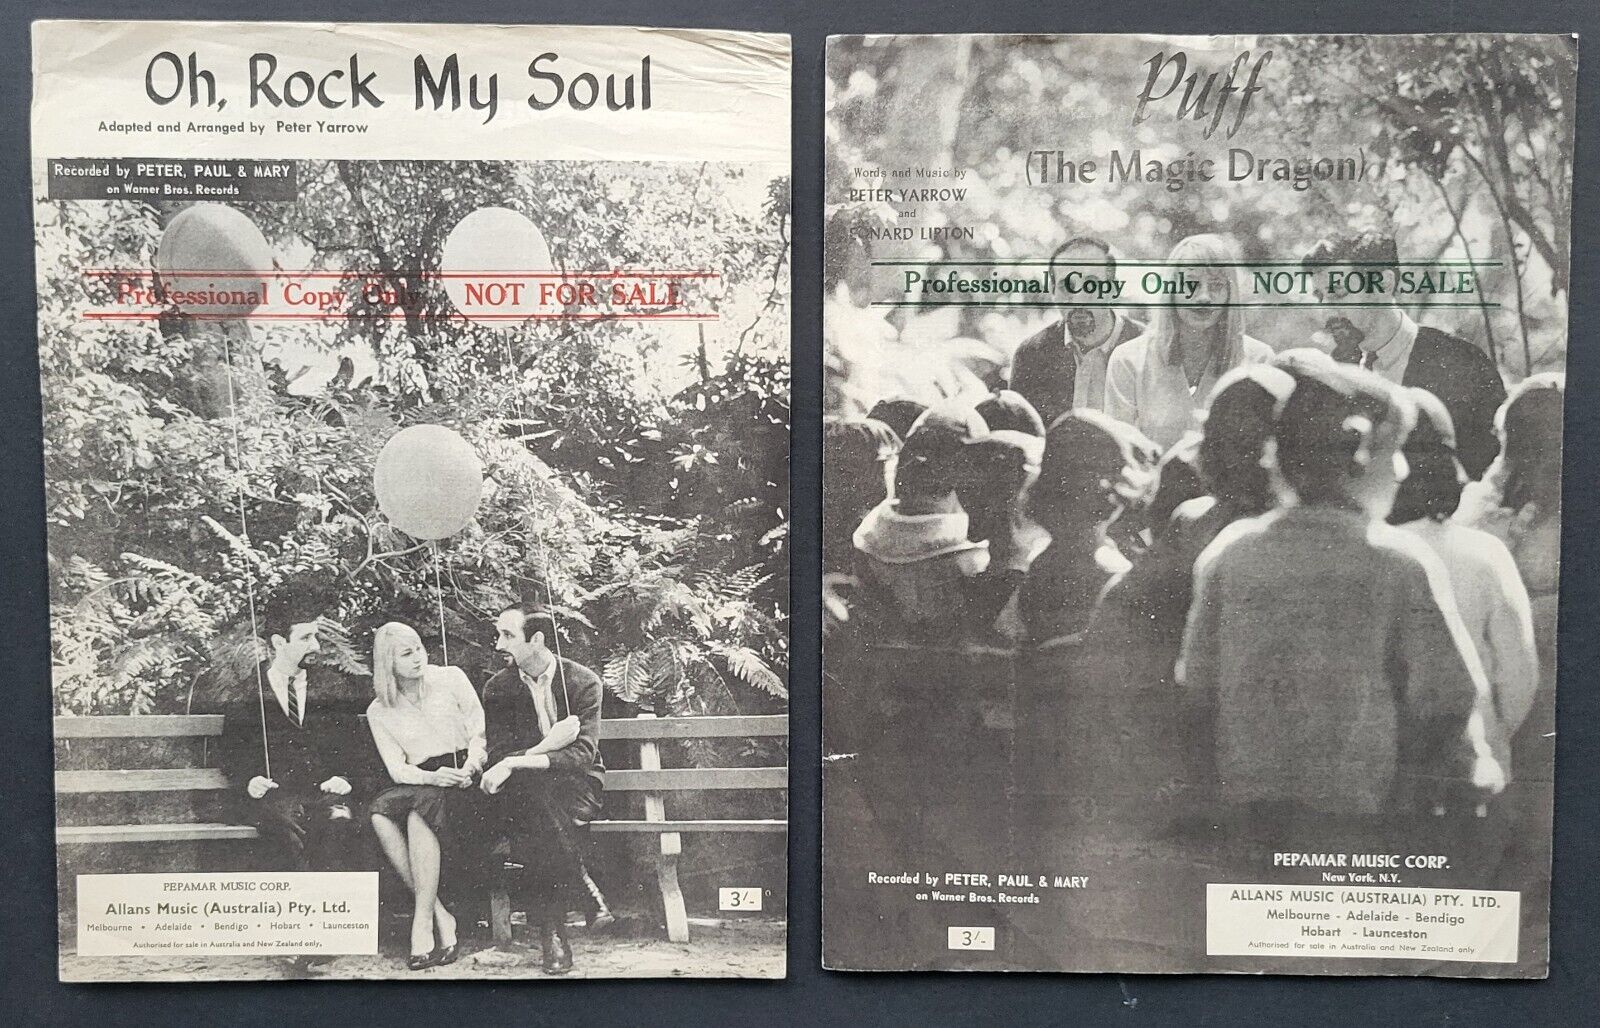 Oh, Rock My Soul
Adapted and Arranged by Peter Yarrow
Recorded by PETER, PAUL & MARY
on Warner Bros. Records
Professional Copy Only NOT FOR SALE
PEPAMAR MUSIC CORP.
Allans Music (Australia) Pty. Ltd.
Melbourne • Adelaide • Bendigo • Hobart • Launceston
Authorised for sale in Australia and New Zealand only.
3/-
Puff
(The Magic Dragon)
Words and Music by
PETER YARROW
and
EONARD LIPTON
Professional Copy Only NOT FOR SALE
Recorded by PETER, PAUL & MARY
on Warner Bros. Records
3/-
PEPAMAR MUSIC CORP.
New York, N.Y.
ALLANS MUSIC (AUSTRALIA) PTY. LTD.
Melbourne - Adelaide - Bendigo
Hobart - Launceston
Authorised for sale in Australia and New Zealand only